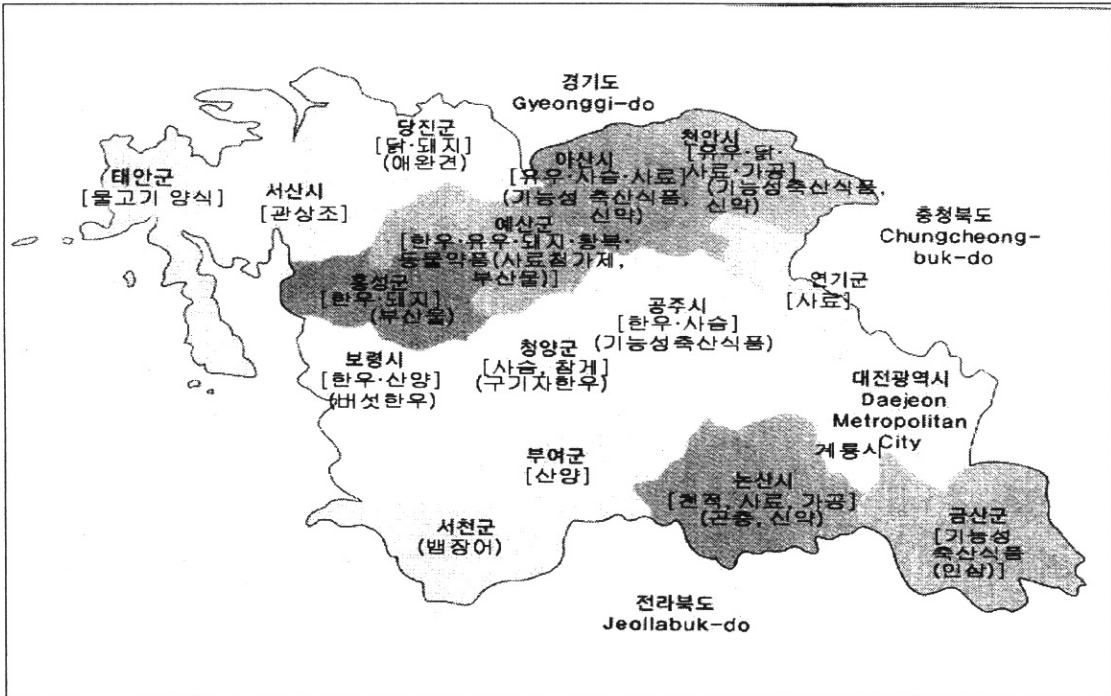 경기도
Gyeonggi-do
당진군
[닭·돼지]
(애완견)
천안시
[유우·닭·
사료·가공]
(기능성축산식품,
신약)
아산시
[유우·사슴·사료]
(기능성 축산식품,
신약)
태안군
[물고기 양식]
서산시
[관상조]
예산군
[한우·유우·돼지·황복·
동물약품(사료첨가제,
부산물)]
충청북도
Chungcheong-
buk-do
홍성군
[한우·돼지]
(부산물)
연기군
[사료]
공주시
[한우·사슴]
(기능성축산식품)
청양군
[사슴, 참게]
(구기자한우)
보령시
[한우·산양]
(버섯한우)
대전광역시
Daejeon
Metropolitan
City
계룡시
부여군
[산양]
논산시
[천적, 사료, 가공]
(곤충, 신약)
금산군
[기능성
축산식품
(인삼)]
서천군
(뱀장어)
전라북도
Jeollabuk-do